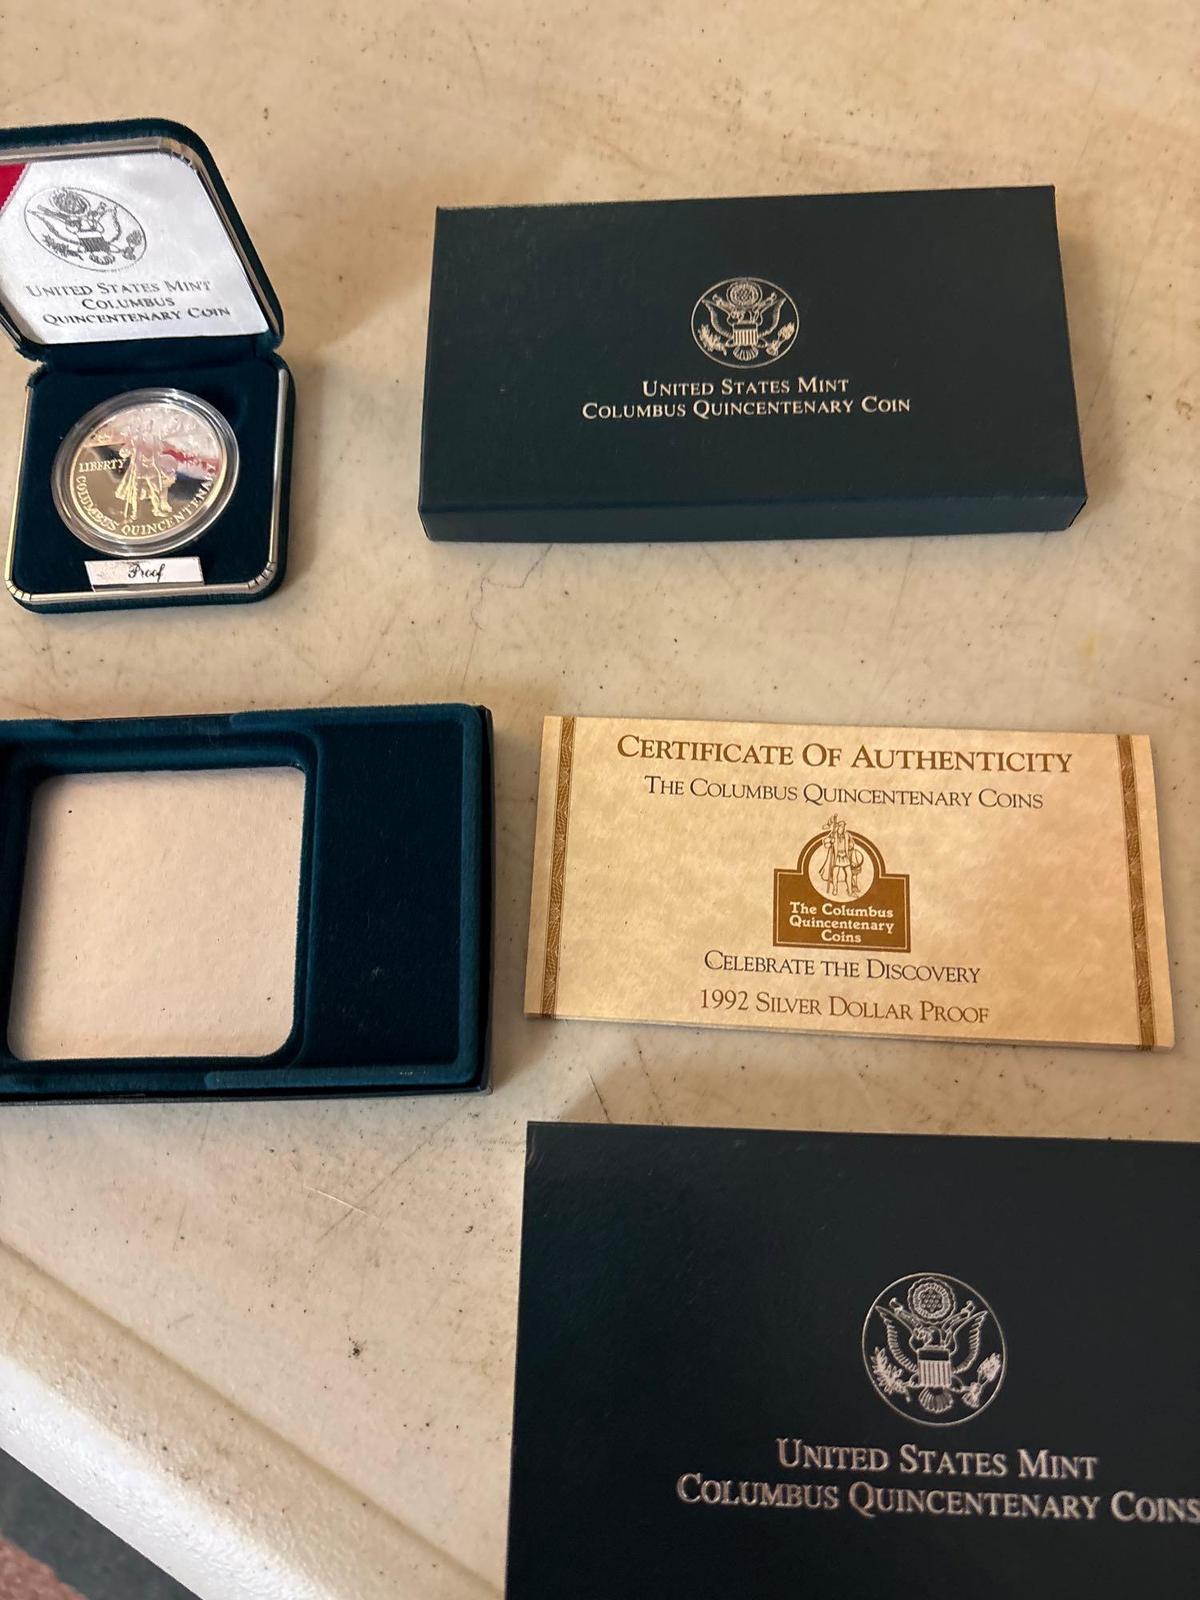 UNITED STATES MINT
COLUMBUS
QUINCENTENARY COIN
LIBERTY
COLUMBUS QUINCENTENARY
Proof
UNITED STATES MINT
COLUMBUS QUINCENTENARY COIN
CERTIFICATE OF AUTHENTICITY
THE COLUMBUS QUINCENTENARY COINS
The Columbus
Quincentenary
Coins
CELEBRATE THE DISCOVERY
1992 SILVER DOLLAR PROOF
UNITED STATES MINT
COLUMBUS QUINCENTENARY COINS